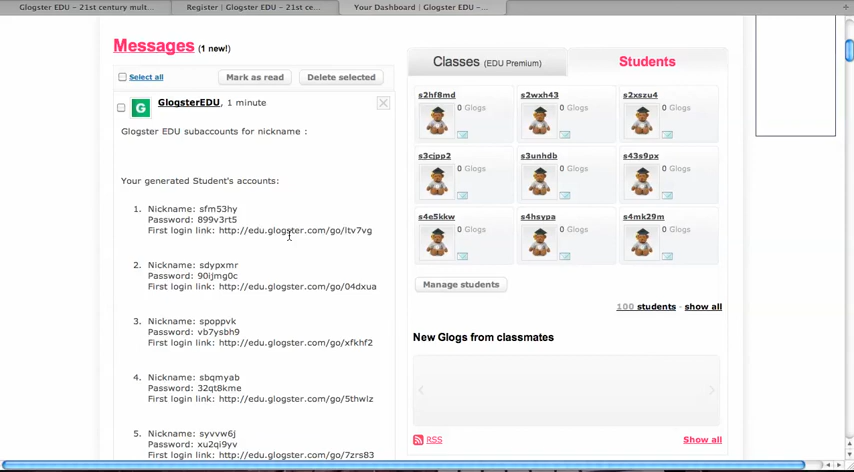 Glogster EDU – 21st century mult...
Register | Glogster EDU – 21st ce...
Your Dashboard | Glogster EDU –...
Messages (1 new!)
Select all
Mark as read
Delete selected
G
GlogsterEDU, 1 minute
Glogster EDU subaccounts for nickname :
Your generated Student's accounts:
1. Nickname: sfm53hy
Password: 899v3rt5
First login link: http://edu.glogster.com/go/ltv7vg
2. Nickname: sdypxmr
Password: 90ijmg0c
First login link: http://edu.glogster.com/go/04dxua
3. Nickname: spoppvk
Password: vb7ysbh9
First login link: http://edu.glogster.com/go/xfkhf2
4. Nickname: sbqmyab
Password: 32qt8kme
First login link: http://edu.glogster.com/go/5thwlz
5. Nickname: syvvw6j
Password: xu2qi9yv
First login link: http://edu.glogster.com/go/7zrs83
Classes (EDU Premium)
Students
s2hf8md
0 Glogs
s2wxh43
0 Glogs
s2xszu4
0 Glogs
s3cjpp2
0 Glogs
s3unhdb
0 Glogs
s43s9px
0 Glogs
s4e5kkw
0 Glogs
s4hsypa
0 Glogs
s4mk29m
0 Glogs
Manage students
100 students - show all
New Glogs from classmates
RSS
Show all